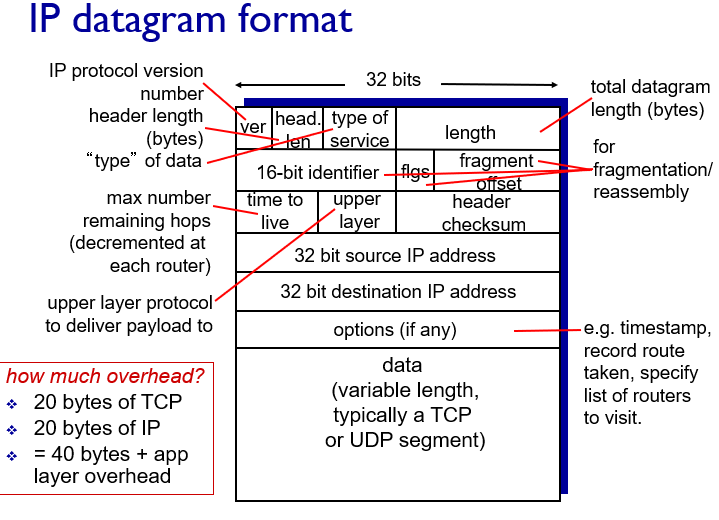 IP datagram format
IP protocol version
number
header length
(bytes)
“type” of data
max number
remaining hops
(decremented at
each router)
upper layer protocol
to deliver payload to
how much overhead?
❖ 20 bytes of TCP
❖ 20 bytes of IP
❖ = 40 bytes + app
layer overhead
32 bits
ver
head.
len
type of
service
length
16-bit identifier
flgs
fragment
offset
time to
live
upper
layer
header
checksum
32 bit source IP address
32 bit destination IP address
options (if any)
data
(variable length,
typically a TCP
or UDP segment)
total datagram
length (bytes)
for
fragmentation/
reassembly
e.g. timestamp,
record route
taken, specify
list of routers
to visit.